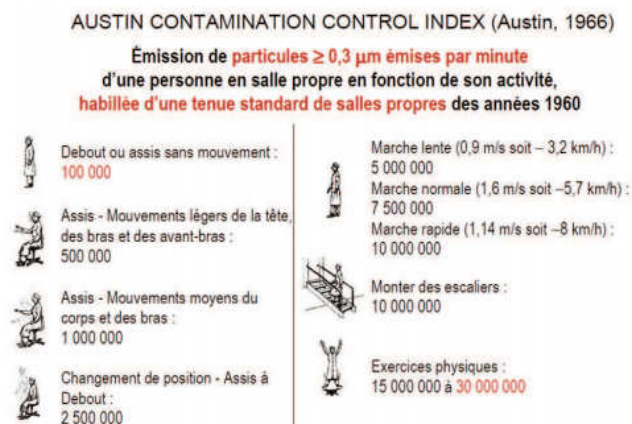 AUSTIN CONTAMINATION CONTROL INDEX (Austin, 1966)
Émission de particules ≥ 0,3 µm émises par minute
d'une personne en salle propre en fonction de son activité,
habillée d'une tenue standard de salles propres des années 1960
Debout ou assis sans mouvement :
100 000
Assis - Mouvements légers de la tête,
des bras et des avant-bras :
500 000
Assis - Mouvements moyens du
corps et des bras :
1 000 000
Changement de position - Assis à
Debout :
2 500 000
Marche lente (0,9 m/s soit – 3,2 km/h) :
5 000 000
Marche normale (1,6 m/s soit –5,7 km/h) :
7 500 000
Marche rapide (1,14 m/s soit –8 km/h) :
10 000 000
Monter des escaliers :
10 000 000
Exercices physiques :
15 000 000 à 30 000 000